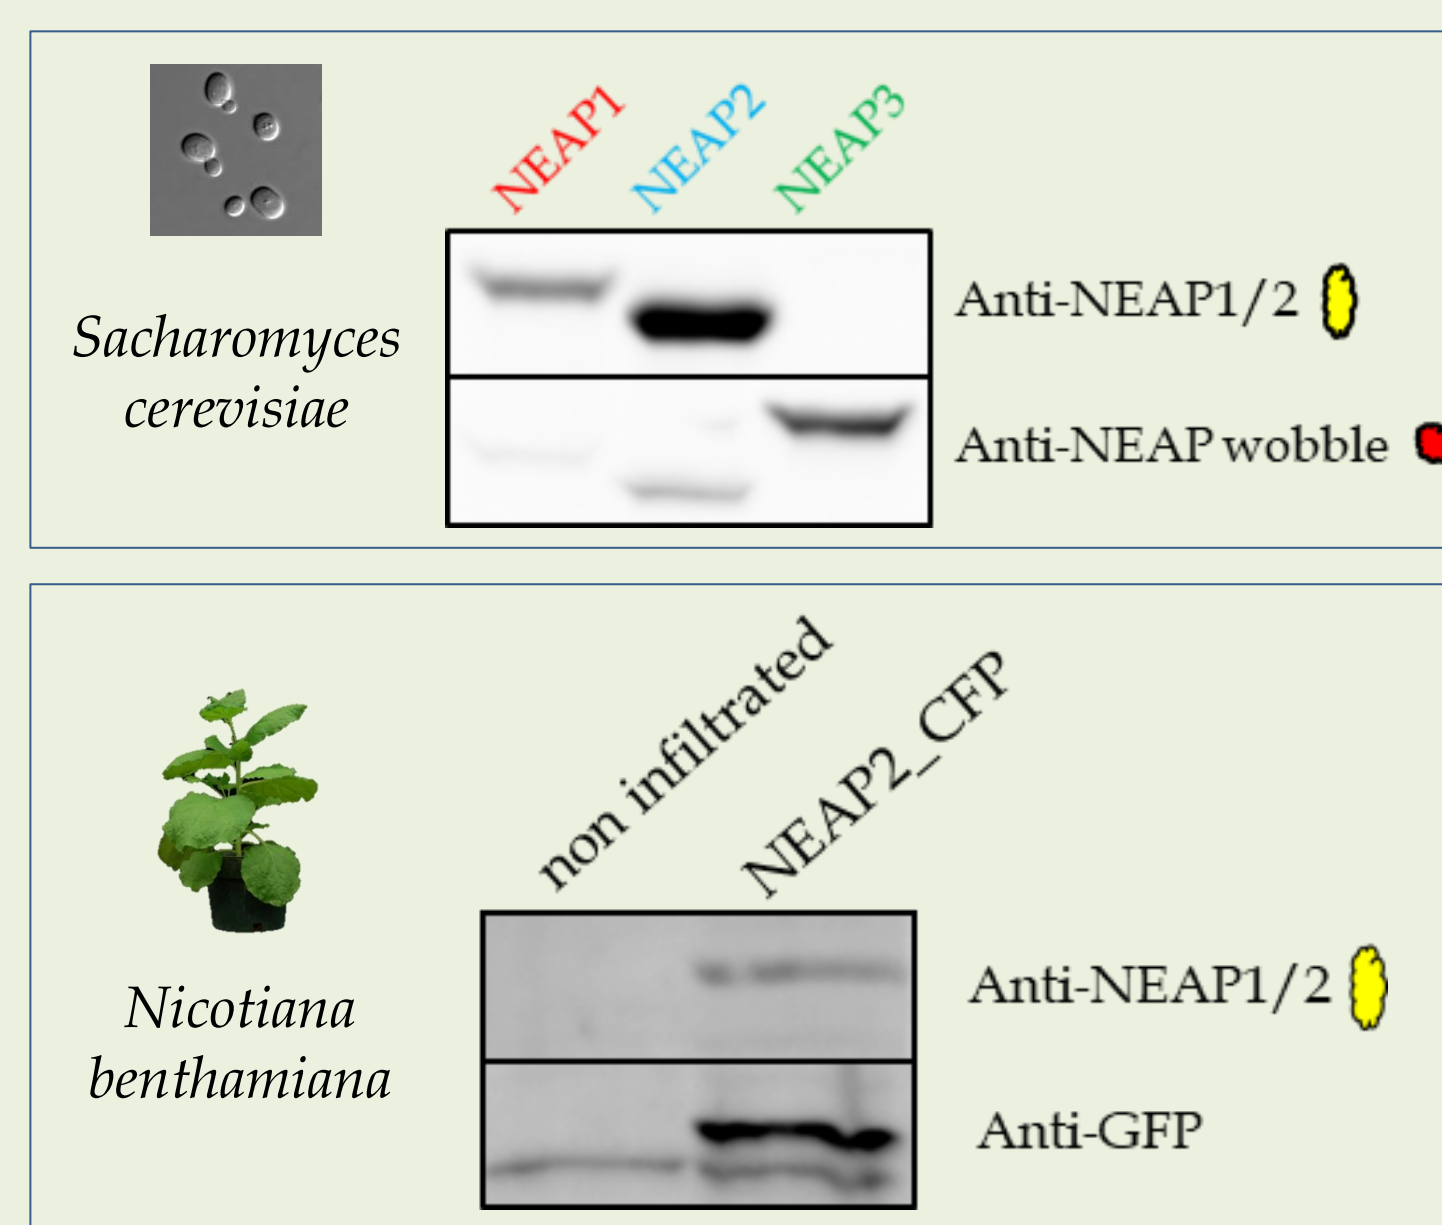 NEAP1
NEAP2
NEAP3
Sacharomyces
cerevisiae
Anti-NEAP1/2
Anti-NEAP wobble
non infiltrated
NEAP2_CFP
Nicotiana
benthamiana
Anti-NEAP1/2
Anti-GFP